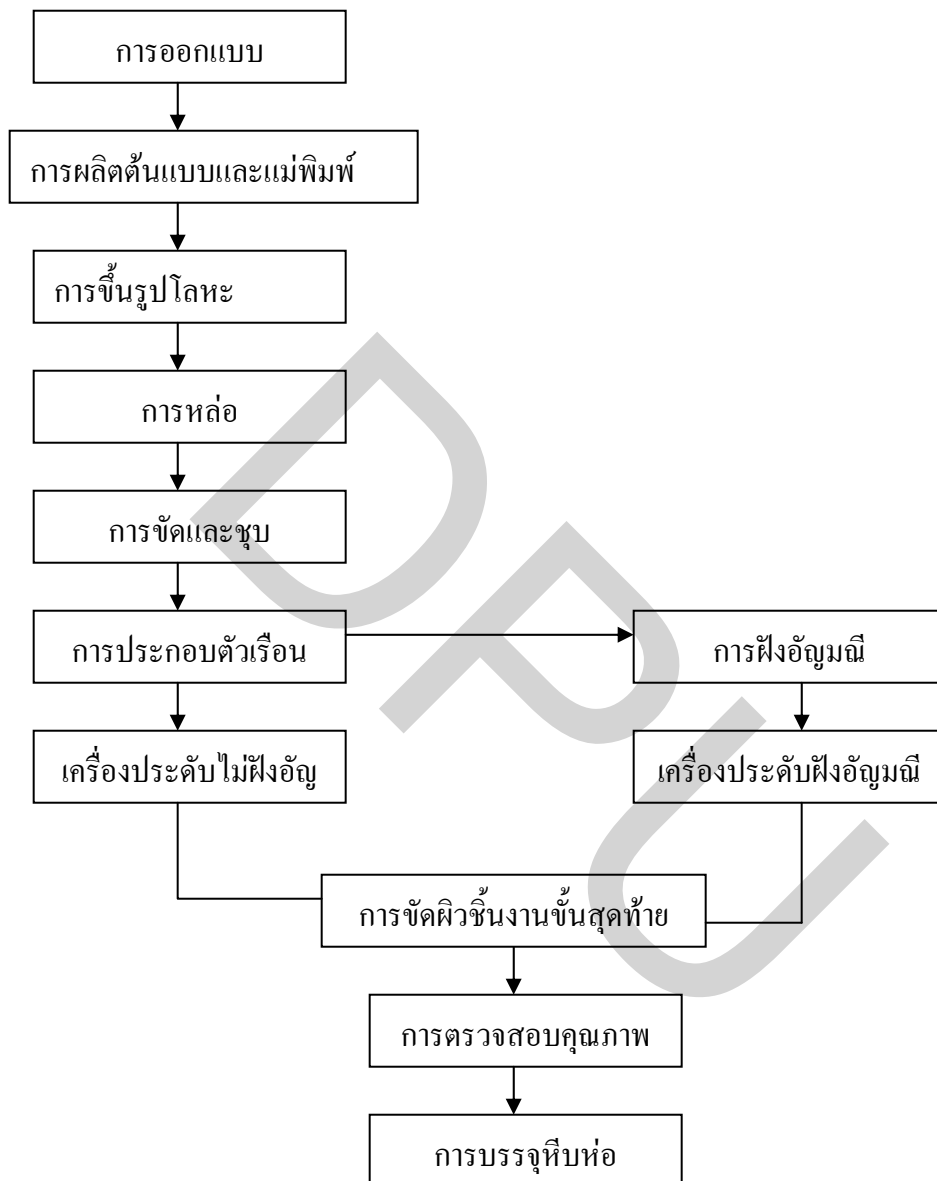 การออกแบบ
การผลิตต้นแบบและแม่พิมพ์
การขึ้นรูปโลหะ
การหล่อ
การขัดและชุบ
การประกอบตัวเรือน
การฝังอัญมณี
เครื่องประดับไม่ฝังอัญ
เครื่องประดับฝังอัญมณี
การขัดผิวชิ้นงานขั้นสุดท้าย
การตรวจสอบคุณภาพ
การบรรจุหีบห่อ
DPU